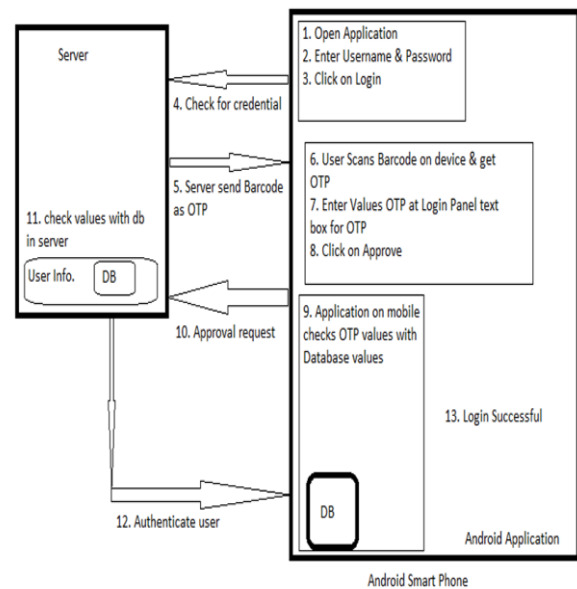 Server
1. Open Application
2. Enter Username & Password
3. Click on Login
4. Check for credential
5. Server send Barcode
as OTP
6. User Scans Barcode on device & get
OTP
7. Enter Values OTP at Login Panel text
box for OTP
8. Click on Approve
11. check values with db
in server
User Info.
DB
10. Approval request
9. Application on mobile
checks OTP values with
Database values
13. Login Successful
DB
12. Authenticate user
Android Application
Android Smart Phone